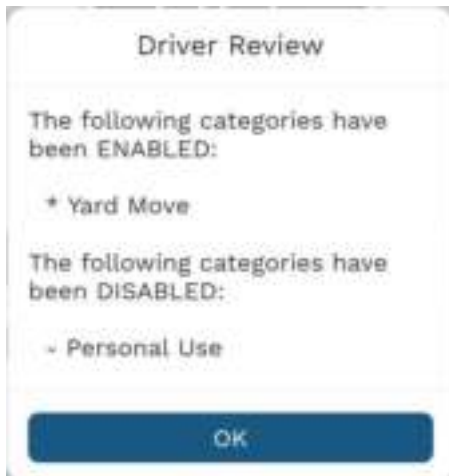 Driver Review
The following categories have
been ENABLED:
* Yard Move
The following categories have
been DISABLED:
- Personal Use
OK